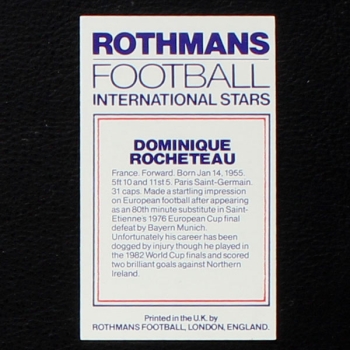 ROTHMANS
FOOTBALL
INTERNATIONAL STARS
DOMINIQUE
ROCHETEAU
France. Forward. Born Jan 14, 1955.
5ft 10 and 11st 5. Paris Saint-Germain.
31 caps. Made a startling impression
on European football after appearing
as an 80th minute substitute in Saint-
Etienne's 1976 European Cup final
defeat by Bayern Munich.
Unfortunately his career has been
dogged by injury though he played in
the 1982 World Cup finals and scored
two brilliant goals against Northern
Ireland.
Printed in the U.K. by
ROTHMANS FOOTBALL, LONDON, ENGLAND.